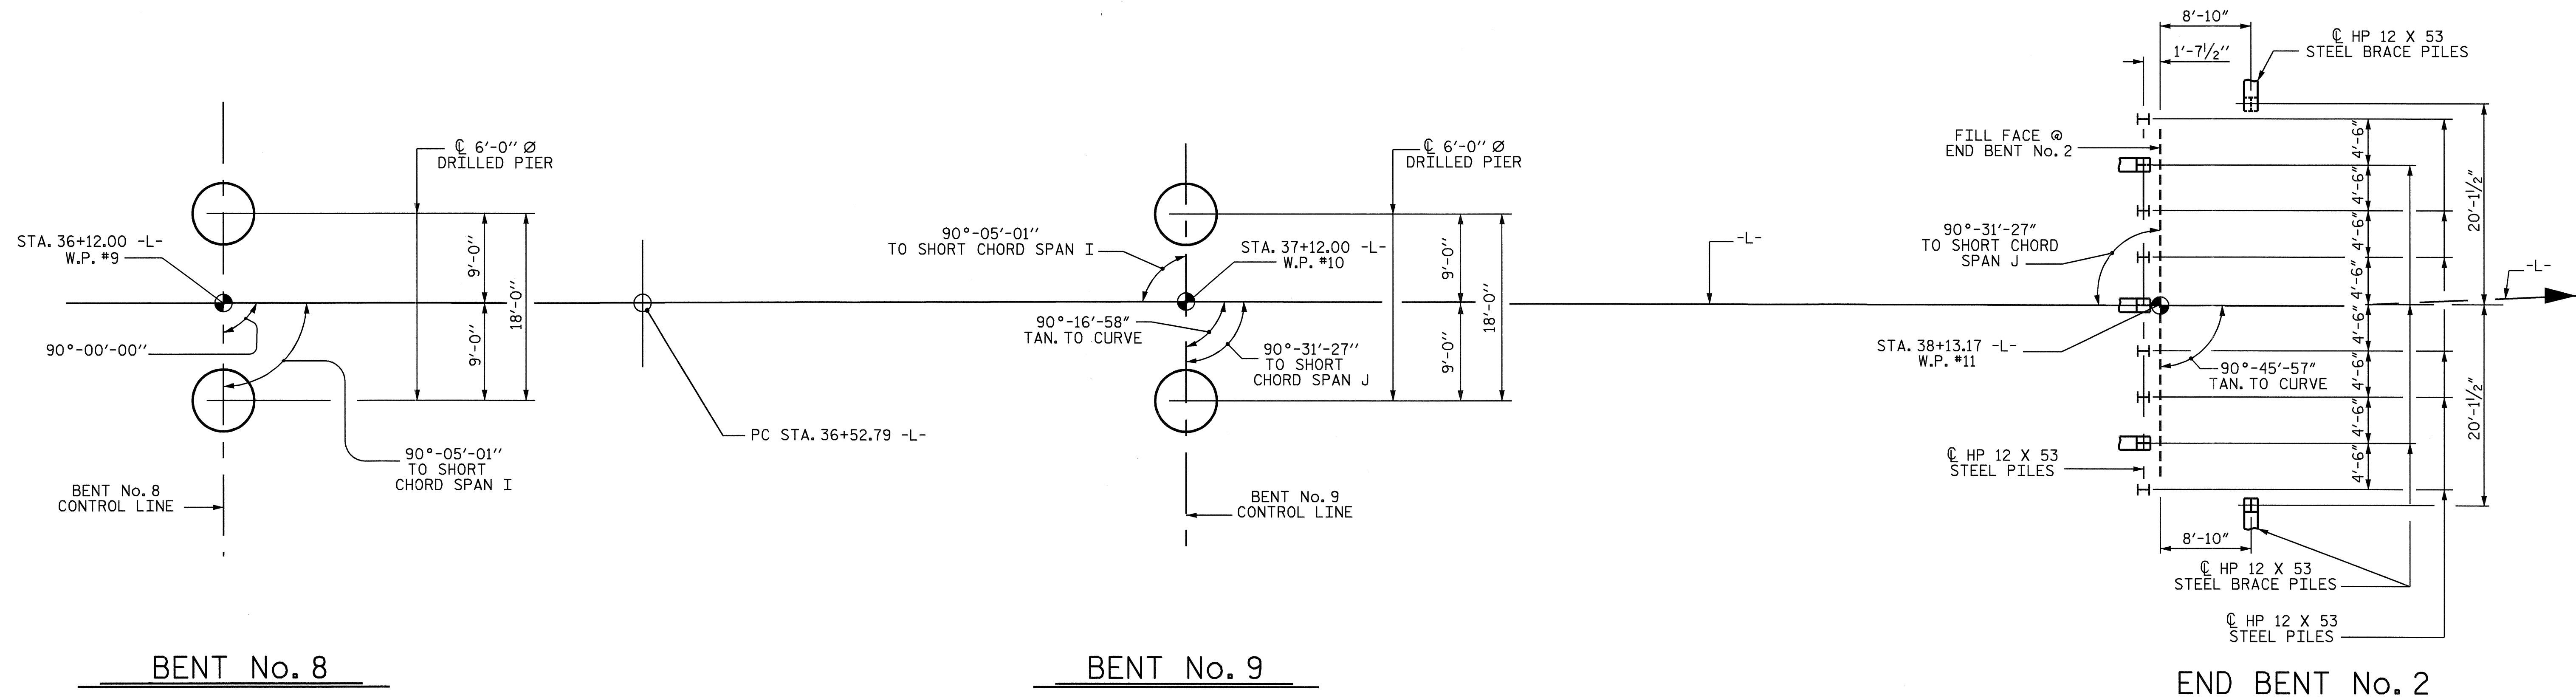 STA. 36+12.00 -L-
W.P. #9
90°-00'-00''
BENT No. 8
CONTROL LINE
90°-05'-01''
TO SHORT
CHORD SPAN I
℄ 6'-0'' Ø
DRILLED PIER
9'-0''
9'-0''
18'-0''
BENT No. 8
PC STA. 36+52.79 -L-
90°-05'-01''
TO SHORT CHORD SPAN I
STA. 37+12.00 -L-
W.P. #10
90°-16'-58''
TAN. TO CURVE
90°-31'-27''
TO SHORT
CHORD SPAN J
BENT No. 9
CONTROL LINE
℄ 6'-0'' Ø
DRILLED PIER
9'-0''
9'-0''
18'-0''
BENT No. 9
-L-
8'-10''
1'-7 1/2''
℄ HP 12 X 53
STEEL BRACE PILES
FILL FACE @
END BENT No. 2
90°-31'-27''
TO SHORT CHORD
SPAN J
STA. 38+13.17 -L-
W.P. #11
90°-45'-57''
TAN. TO CURVE
4'-6''
4'-6''
4'-6''
4'-6''
4'-6''
4'-6''
4'-6''
4'-6''
20'-1 1/2''
20'-1 1/2''
-L-
℄ HP 12 X 53
STEEL PILES
8'-10''
℄ HP 12 X 53
STEEL BRACE PILES
℄ HP 12 X 53
STEEL PILES
END BENT No. 2